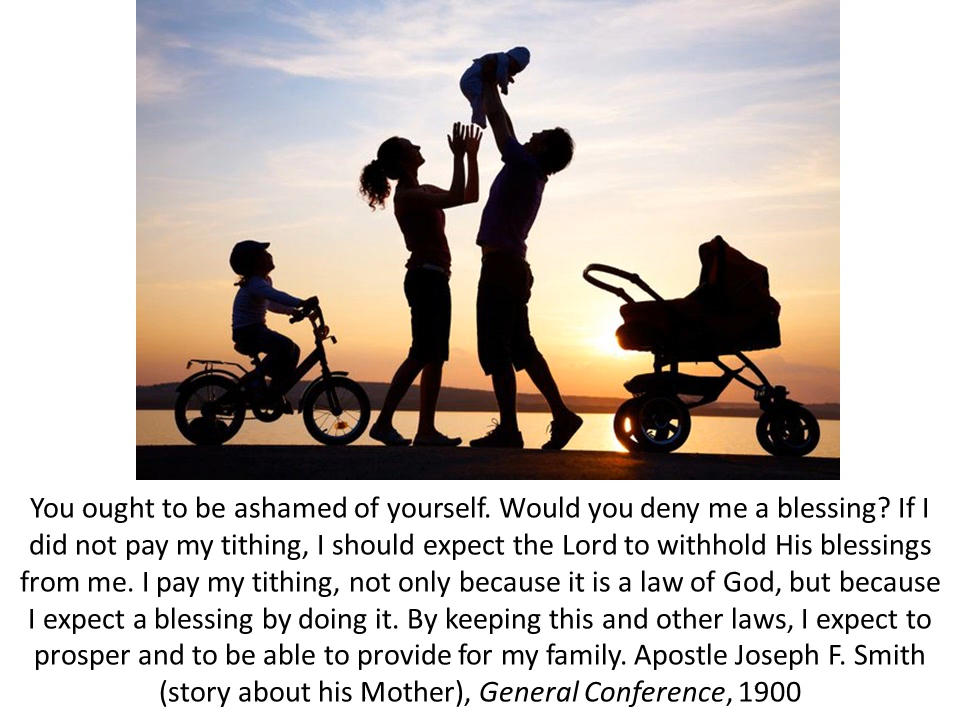 You ought to be ashamed of yourself. Would you deny me a blessing? If I
did not pay my tithing, I should expect the Lord to withhold His blessings
from me. I pay my tithing, not only because it is a law of God, but because
I expect a blessing by doing it. By keeping this and other laws, I expect to
prosper and to be able to provide for my family. Apostle Joseph F. Smith
(story about his Mother), General Conference, 1900